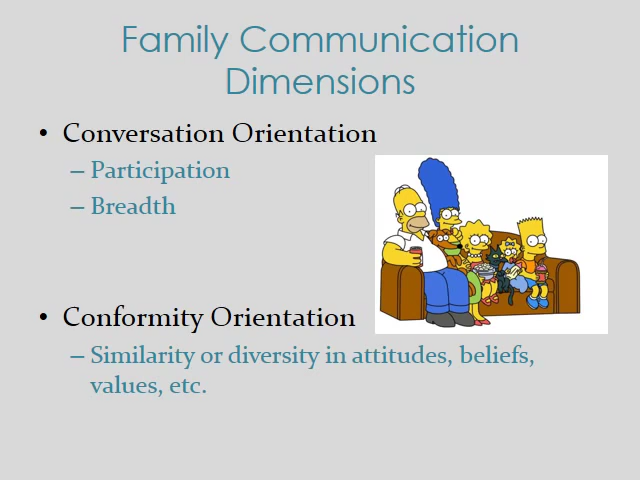 Family Communication
Dimensions
• Conversation Orientation
– Participation
– Breadth
• Conformity Orientation
– Similarity or diversity in attitudes, beliefs,
values, etc.